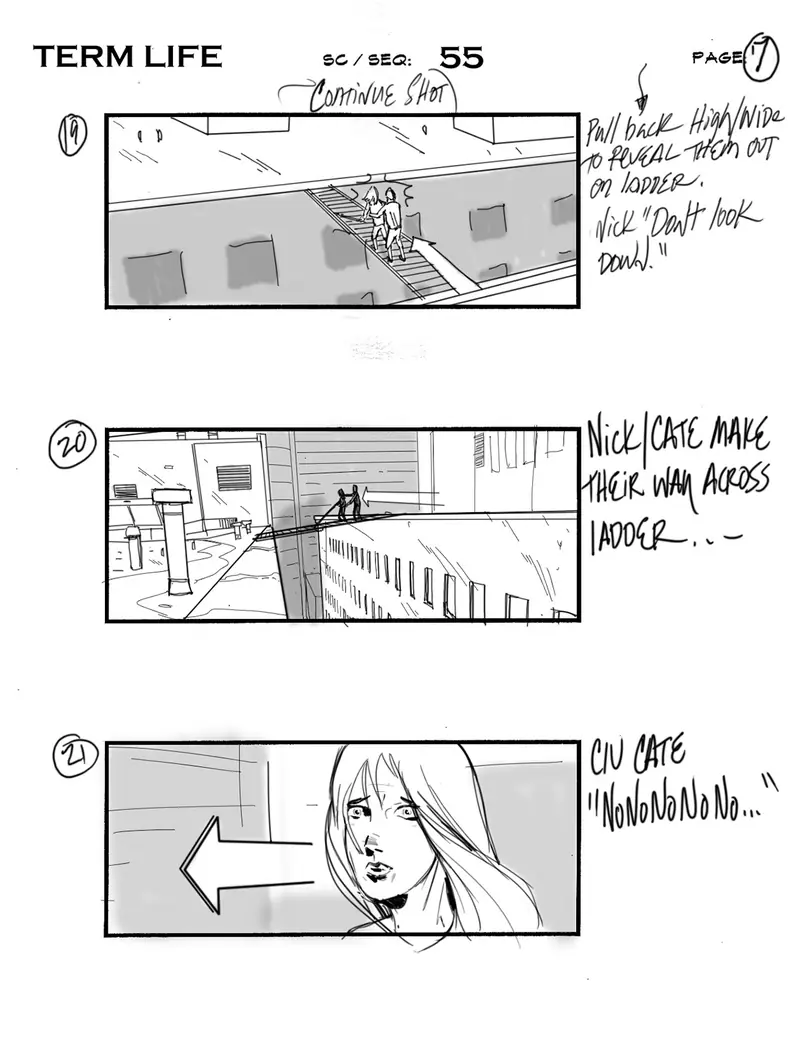 TERM LIFE
SC / SEQ: 55
PAGE: 7
CONTINUE SHOT
19
Pull back High/Wide
to REVEAL THEM OUT
ON LADDER.
Nick "Don't look
DOWN."
20
Nick/CATE MAKE
THEIR WAY ACROSS
LADDER...
21
C/U CATE
"NoNoNoNoNo..."